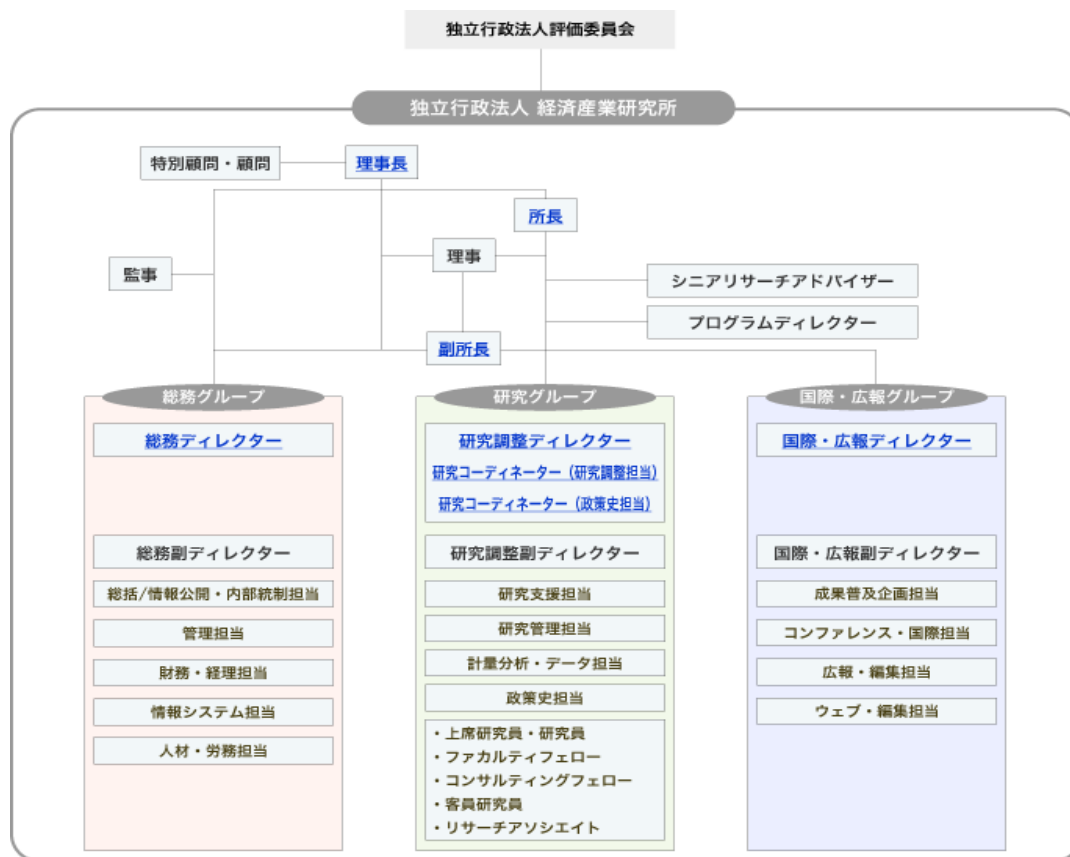 独立行政法人評価委員会
独立行政法人 経済産業研究所
特別顧問・顧問
理事長
所長
理事
監事
シニアリサーチアドバイザー
プログラムディレクター
副所長
総務グループ
総務ディレクター
総務副ディレクター
総括/情報公開・内部統制担当
管理担当
財務・経理担当
情報システム担当
人材・労務担当
研究グループ
研究調整ディレクター
研究コーディネーター（研究調整担当）
研究コーディネーター（政策史担当）
研究調整副ディレクター
研究支援担当
研究管理担当
計量分析・データ担当
政策史担当
・上席研究員・研究員
・ファカルティフェロー
・コンサルティングフェロー
・客員研究員
・リサーチアソシエイト
国際・広報グループ
国際・広報ディレクター
国際・広報副ディレクター
成果普及企画担当
コンファレンス・国際担当
広報・編集担当
ウェブ・編集担当